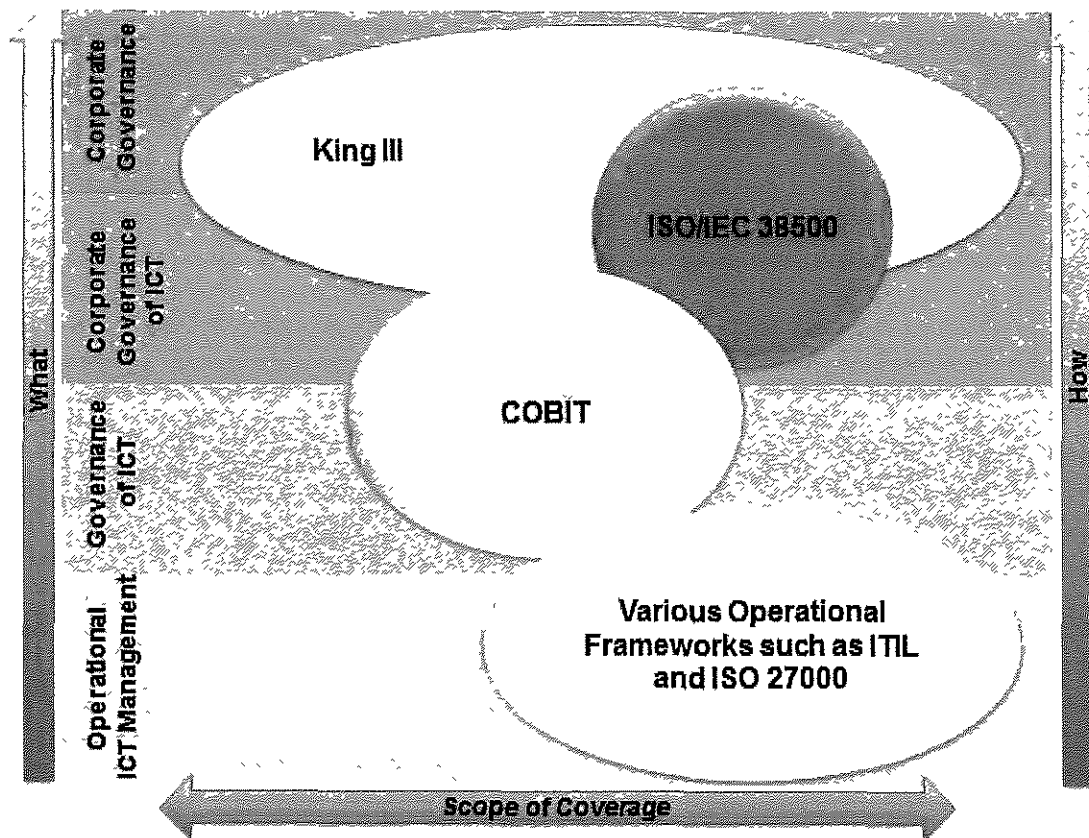 Corporate
Governance
King III
ISO/IEC 38500
Corporate
Governance
of ICT
What
How
COBIT
Governance
of ICT
Various Operational
Frameworks such as ITIL
and ISO 27000
Operational
ICT Management
Scope of Coverage